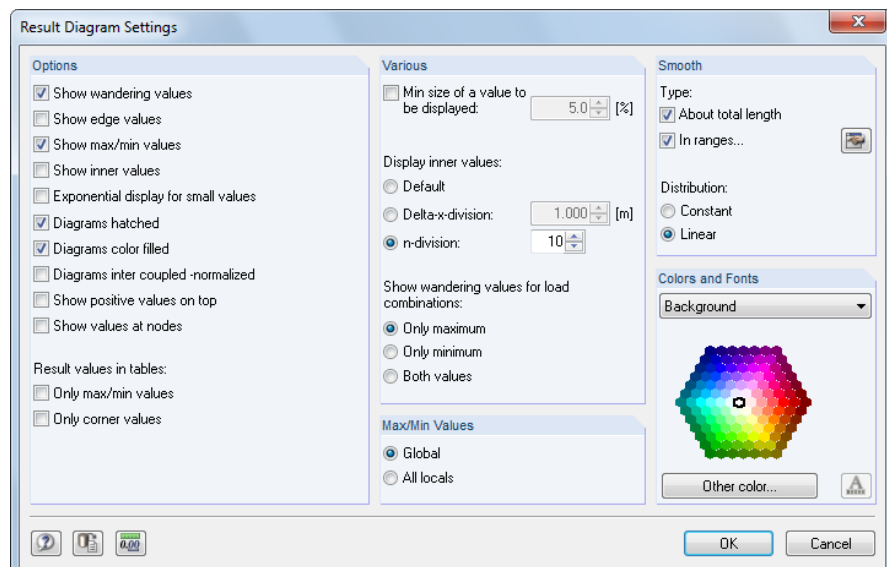 Result Diagram Settings
Options
Show wandering values
Show edge values
Show max/min values
Show inner values
Exponential display for small values
Diagrams hatched
Diagrams color filled
Diagrams inter coupled -normalized
Show positive values on top
Show values at nodes
Result values in tables:
Only max/min values
Only corner values
Various
Min size of a value to
be displayed:
5.0 [%]
Display inner values:
Default
Delta-x-division: 1.000 [m]
n-division: 10
Show wandering values for load
combinations:
Only maximum
Only minimum
Both values
Max/Min Values
Global
All locals
Smooth
Type:
About total length
In ranges...
Distribution:
Constant
Linear
Colors and Fonts
Background
Other color...
A
0.00
OK
Cancel